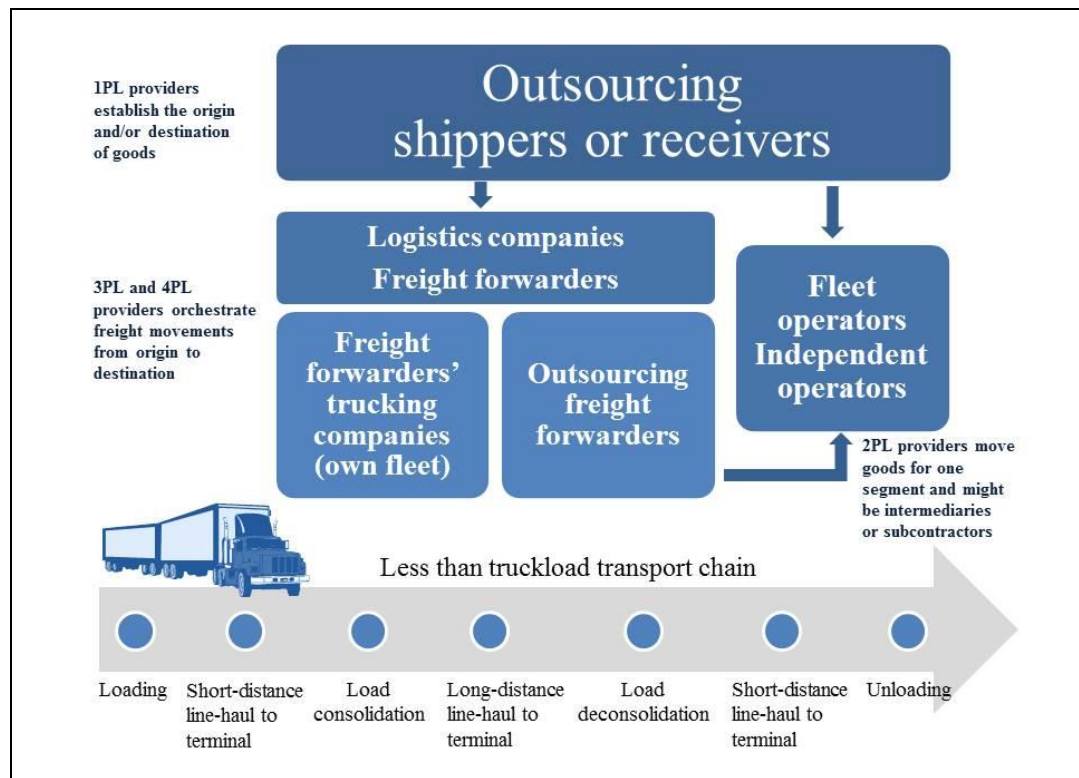 1PL providers
establish the origin
and/or destination
of goods
Outsourcing
shippers or receivers
Logistics companies
Freight forwarders
3PL and 4PL
providers orchestrate
freight movements
from origin to
destination
Freight
forwarders’
trucking
companies
(own fleet)
Outsourcing
freight
forwarders
Fleet
operators
Independent
operators
2PL providers move
goods for one
segment and might
be intermediaries
or subcontractors
Less than truckload transport chain
Loading
Short-distance
line-haul to
terminal
Load
consolidation
Long-distance
line-haul to
terminal
Load
deconsolidation
Short-distance
line-haul to
terminal
Unloading